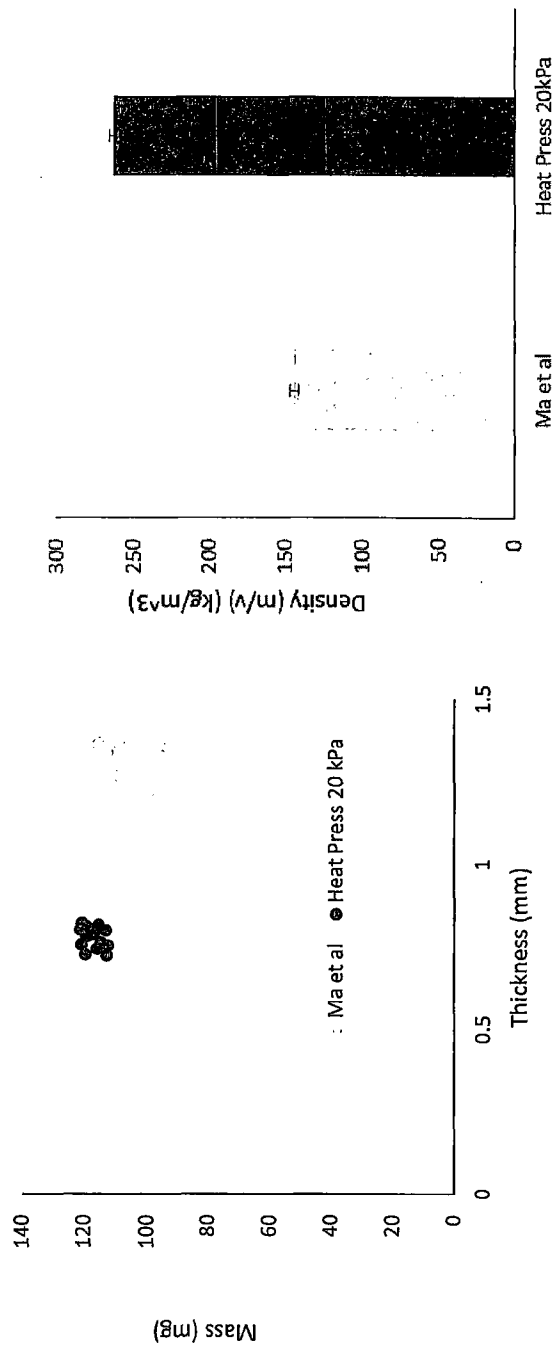 Mass (mg)
140
120
100
80
60
40
20
0
0
0.5
1
1.5
Thickness (mm)
Ma et al
Heat Press 20 kPa
Density (m/v) (kg/m^3)
300
250
200
150
100
50
0
Ma et al
Heat Press 20kPa